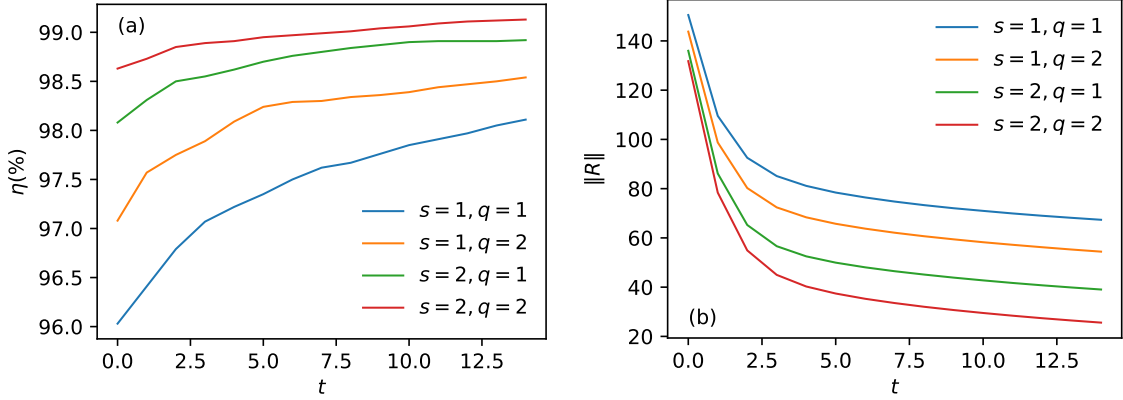 (a)
η(%)
99.0
98.5
98.0
97.5
97.0
96.5
96.0
0.0 2.5 5.0 7.5 10.0 12.5
t
s = 1, q = 1
s = 1, q = 2
s = 2, q = 1
s = 2, q = 2
(b)
‖R‖
140
120
100
80
60
40
20
0.0 2.5 5.0 7.5 10.0 12.5
t
s = 1, q = 1
s = 1, q = 2
s = 2, q = 1
s = 2, q = 2